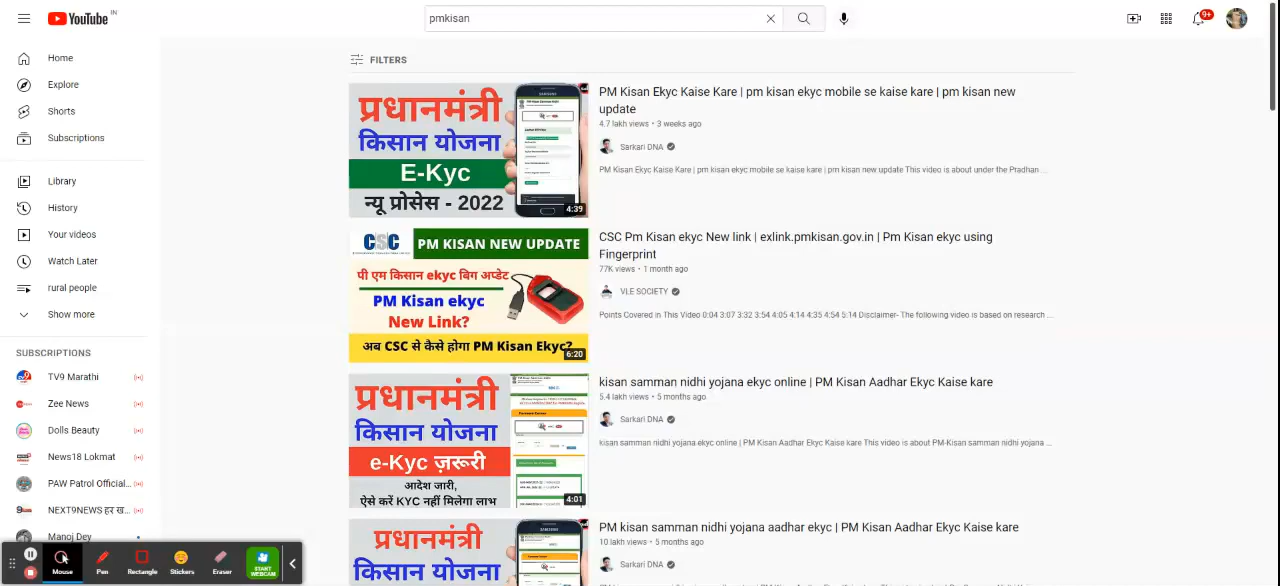 YouTube IN
pmkisan
9+
Home
Explore
Shorts
Subscriptions
Library
History
Your videos
Watch Later
rural people
Show more
SUBSCRIPTIONS
TV9 Marathi
Zee News
Dolls Beauty
News18 Lokmat
PAW Patrol Official...
NEXT9NEWS हर ख...
Manoj Dey
FILTERS
प्रधानमंत्री
किसान योजना
E-Kyc
न्यू प्रोसेस - 2022
4:39
PM Kisan Ekyc Kaise Kare | pm kisan ekyc mobile se kaise kare | pm kisan new
update
4.7 lakh views • 3 weeks ago
Sarkari DNA
PM Kisan Ekyc Kaise Kare | pm kisan ekyc mobile se kaise kare | pm kisan new update This video is about under the Pradhan ...
CSC
PM KISAN NEW UPDATE
पी एम किसान ekyc बिग अपडेट
PM Kisan ekyc
New Link?
अब CSC से कैसे होगा PM Kisan Ekyc?
6:20
CSC Pm Kisan ekyc New link | exlink.pmkisan.gov.in | Pm Kisan ekyc using
Fingerprint
77K views • 1 month ago
VLE SOCIETY
Points Covered in This Video 0:04 3:07 3:32 3:54 4:05 4:14 4:35 4:54 5:14 Disclaimer- The following video is based on research ...
प्रधानमंत्री
किसान योजना
e-Kyc ज़रूरी
आदेश जारी,
ऐसे करें KYC नहीं मिलेगा लाभ
4:01
kisan samman nidhi yojana ekyc online | PM Kisan Aadhar Ekyc Kaise kare
5.4 lakh views • 5 months ago
Sarkari DNA
kisan samman nidhi yojana ekyc online | PM Kisan Aadhar Ekyc Kaise kare This video is about PM-Kisan samman nidhi yojana ...
प्रधानमंत्री
किसान योजना
PM kisan samman nidhi yojana aadhar ekyc | PM Kisan Aadhar Ekyc Kaise kare
10 lakh views • 5 months ago
Sarkari DNA
Mouse
Pen
Rectangle
Stickers
Eraser
START
WEBCAM